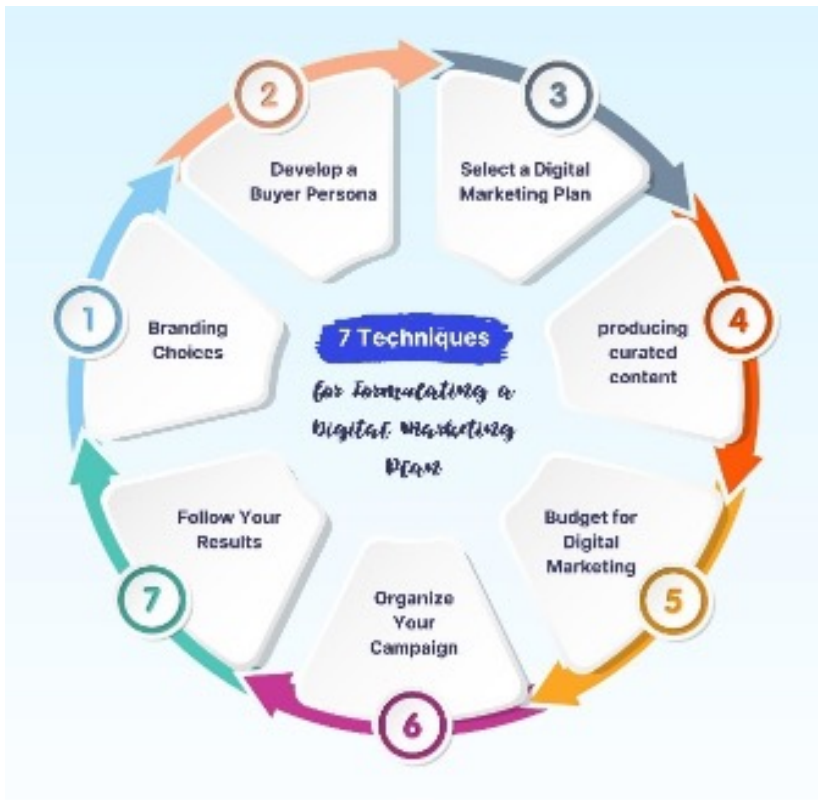 7 Techniques
for Formulating a
Digital Marketing
Plan
1
Branding
Choices
2
Develop a
Buyer Persona
3
Select a Digital
Marketing Plan
4
producing
curated
content
5
Budget for
Digital
Marketing
6
Organize
Your
Campaign
7
Follow Your
Results